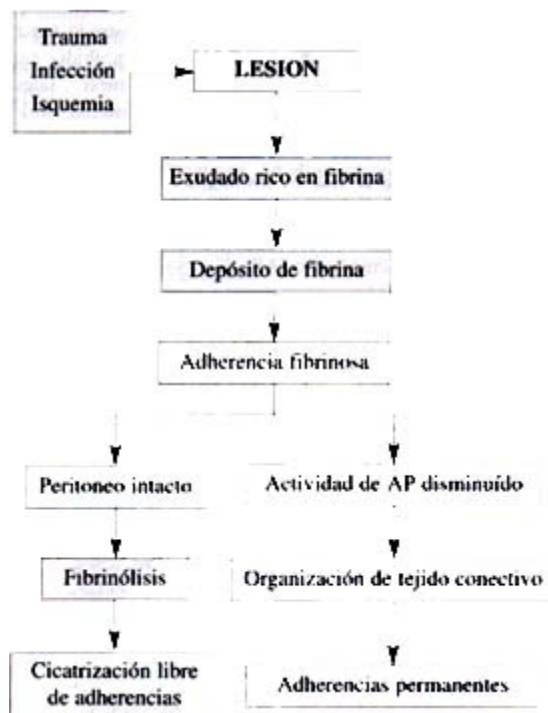 Trauma
Infección
Isquemia
LESION
Exudado rico en fibrina
Depósito de fibrina
Adherencia fibrinosa
Peritoneo intacto
Actividad de AP disminuído
Fibrinólisis
Organización de tejido conectivo
Cicatrización libre
de adherencias
Adherencias permanentes